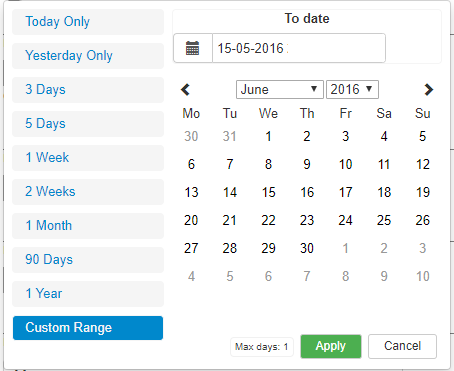 Today Only
Yesterday Only
3 Days
5 Days
1 Week
2 Weeks
1 Month
90 Days
1 Year
Custom Range
To date
15-05-2016
June 2016
Mo Tu We Th Fr Sa Su
30 31 1 2 3 4 5
6 7 8 9 10 11 12
13 14 15 16 17 18 19
20 21 22 23 24 25 26
27 28 29 30 1 2 3
4 5 6 7 8 9 10
Max days: 1 Apply Cancel